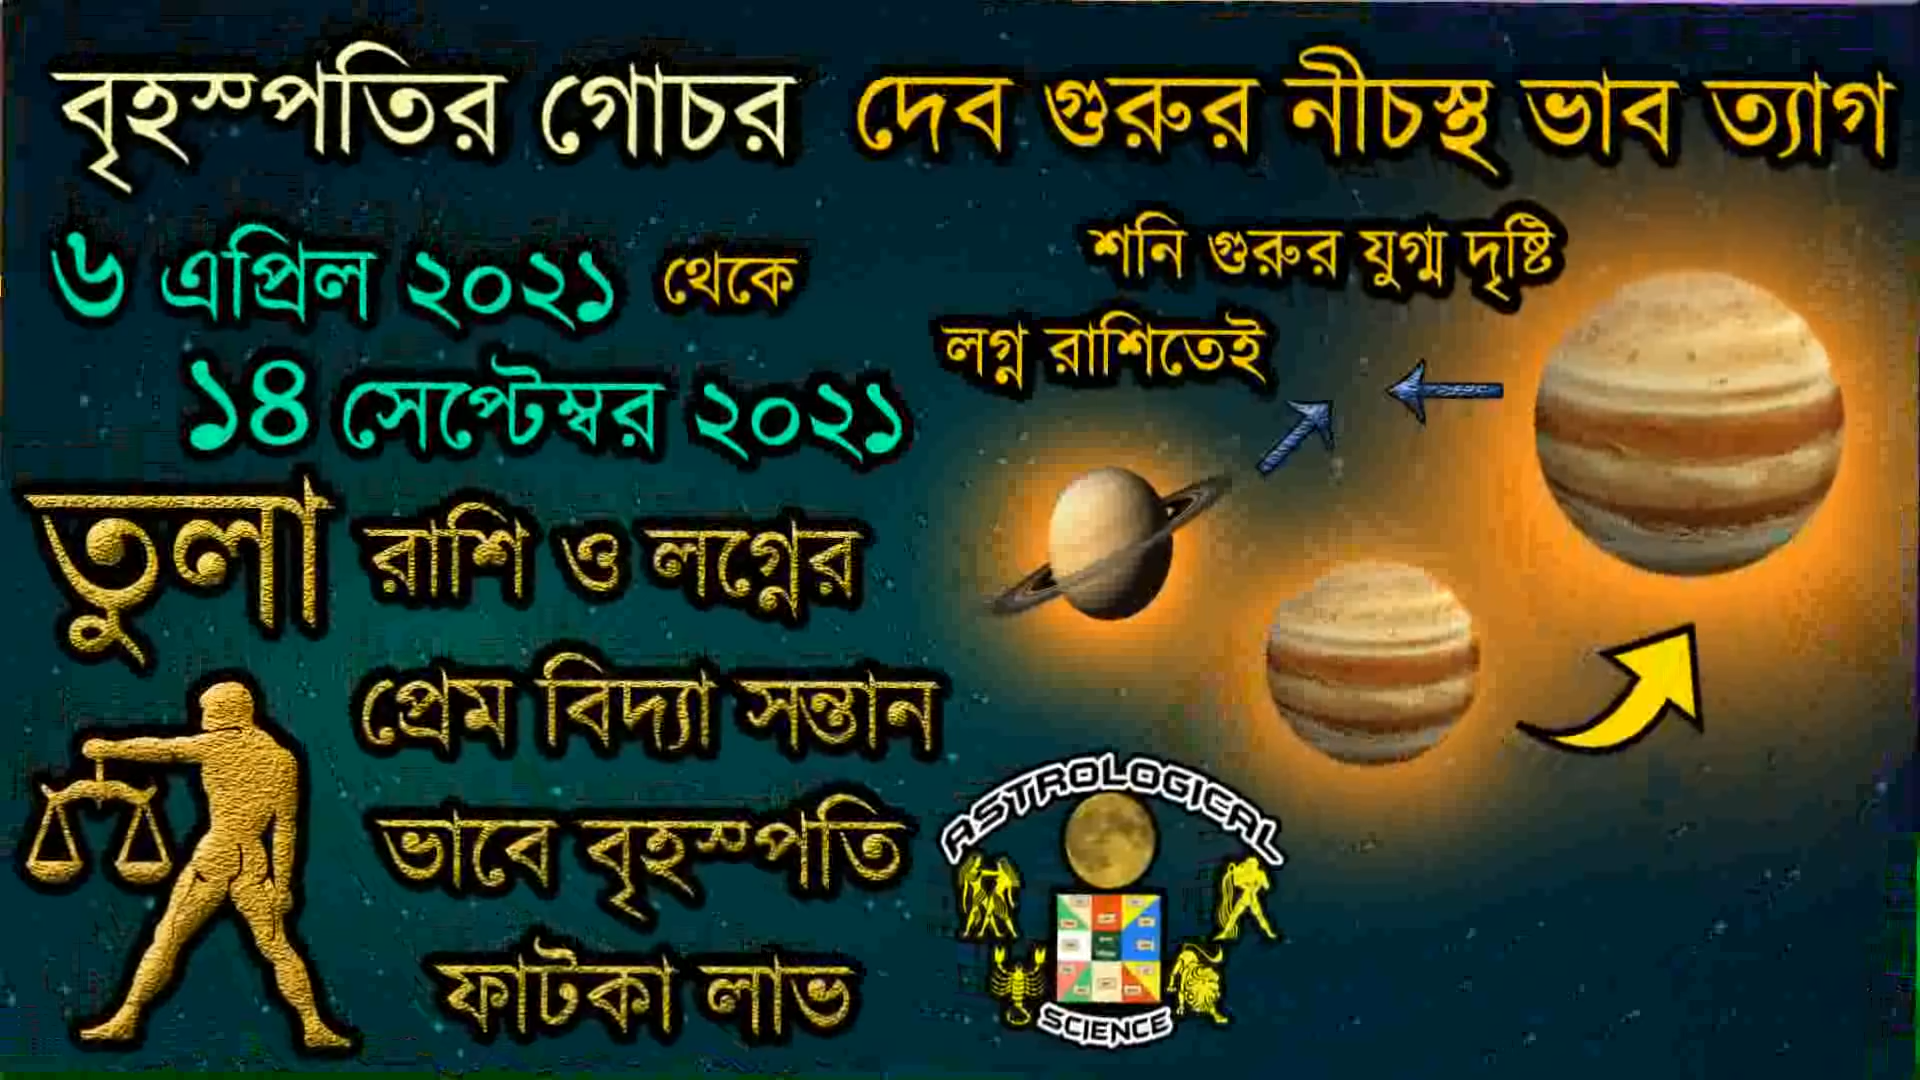 বৃহস্পতির গোচর দেব গুরুর নীচস্থ ভাব ত্যাগ
৬ এপ্রিল ২০২১ থেকে
১৪ সেপ্টেম্বর ২০২১
শনি গুরুর যুগ্ম দৃষ্টি
লগ্ন রাশিতেই
তুলা রাশি ও লগ্নের
প্রেম বিদ্যা সন্তান
ভাবে বৃহস্পতি
ফাটকা লাভ
ASTROLOGICAL
SCIENCE